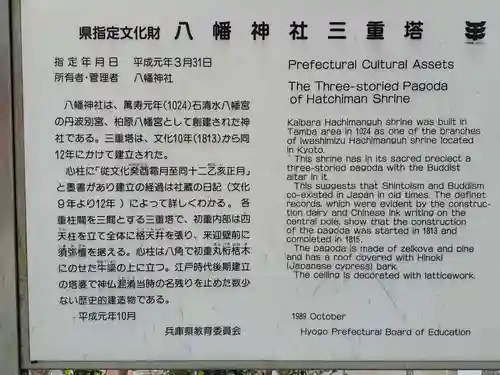 県指定文化財 八幡神社三重塔
指定年月日 平成元年3月31日
所有者・管理者 八幡神社
八幡神社は、萬寿元年(1024)石清水八幡宮
の丹波別宮、柏原八幡宮として創建された神
社である。三重塔は、文化10年(1813)から同
12年にかけて建立された。
心柱に「従文化癸酉霜月至同十二乙亥正月」
と墨書があり建立の経過は社蔵の日記(文化
9年より12年)によって詳しくわかる。各
重柱間を三間とする三重塔で、初重内部は四
天柱を立て全体に格天井を張り、来迎壁前に
須弥壇を据える。心柱は八角で初重丸桁桔木
にのせた牛梁の上に立つ。江戸時代後期建立
の塔婆で神仏混淆当時の名残りを止めた数少
ない歴史的建造物である。
平成元年10月
兵庫県教育委員会
Prefectural Cultural Assets
The Three-storied Pagoda
of Hatchiman Shrine
Kaibara Hachimanguh shrine was built in
Tamba area in 1024 as one of the branches
of Iwashimizu Hachimanguh shrine located
in Kyoto.
This shrine has in its sacred preciect a
three-storied pagoda with the Buddist
altar in it.
This suggests that Shintoism and Buddism
co-existed in Japan in old times. The definet
records, which were evident by the construc-
tion dairy and Chinese ink writing on the
central pole, show that the construction
of the pagoda was started in 1813 and
completed in 1815.
The pagoda is made of zelkova and pine
and has a roof covered with Hinoki
(Japanese cypress) bark.
The ceiling is decorated with latticework.
1989 October
Hyogo Prefectural Board of Education